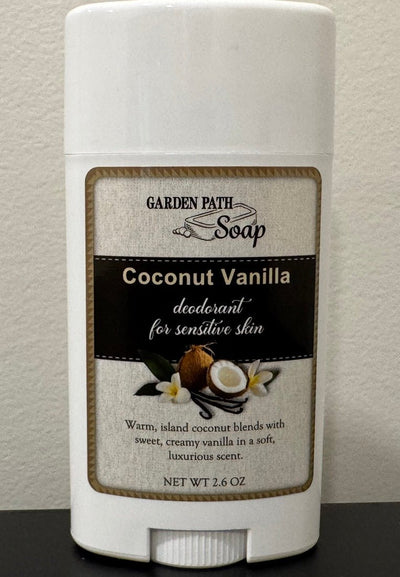 GARDEN PATH
Soap
Coconut Vanilla
deodorant
for sensitive skin
Warm, island coconut blends with
sweet, creamy vanilla in a soft,
luxurious scent.
NET WT 2.6 OZ